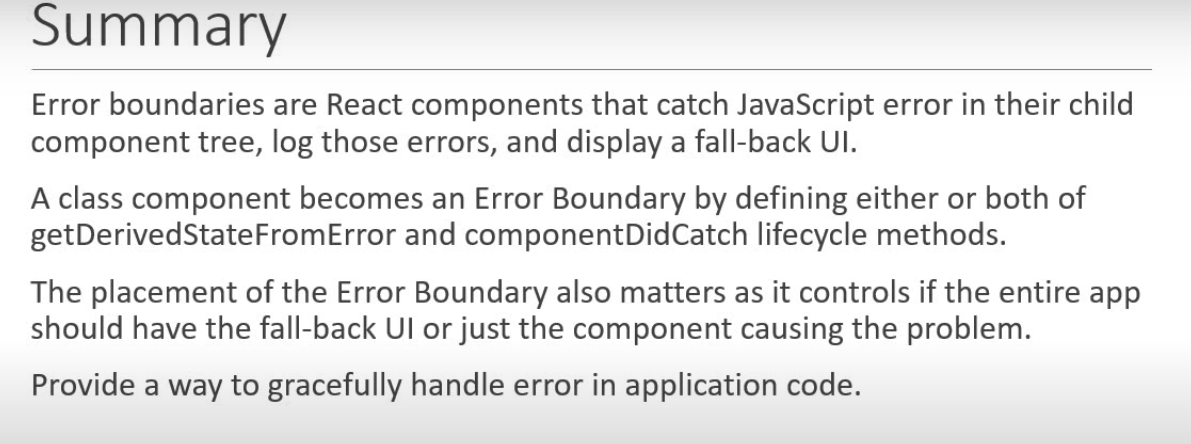 Summary
Error boundaries are React components that catch JavaScript error in their child
component tree, log those errors, and display a fall-back UI.
A class component becomes an Error Boundary by defining either or both of
getDerivedStateFromError and componentDidCatch lifecycle methods.
The placement of the Error Boundary also matters as it controls if the entire app
should have the fall-back UI or just the component causing the problem.
Provide a way to gracefully handle error in application code.